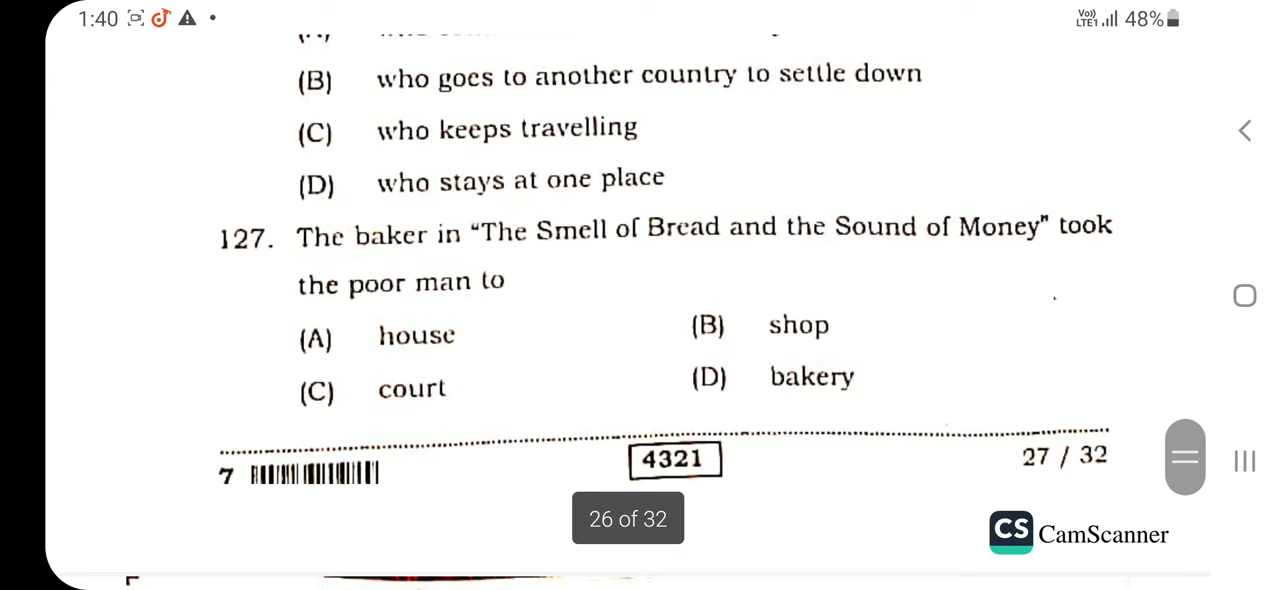 1:40
Vo)) LTE1 48%
(B) who goes to another country to settle down
(C) who keeps travelling
(D) who stays at one place
127. The baker in “The Smell of Bread and the Sound of Money” took
the poor man to
(A) house (B) shop
(C) court (D) bakery
7 4321 27 / 32
26 of 32
CS CamScanner